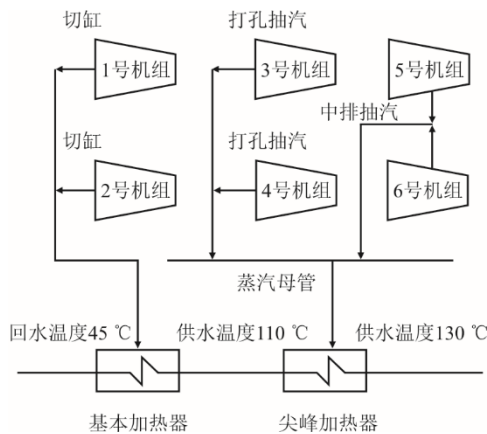 切缸
打孔抽汽
1号机组
3号机组
5号机组
中排抽汽
切缸
打孔抽汽
2号机组
4号机组
6号机组
蒸汽母管
回水温度45 ℃
供水温度110 ℃
供水温度130 ℃
基本加热器
尖峰加热器